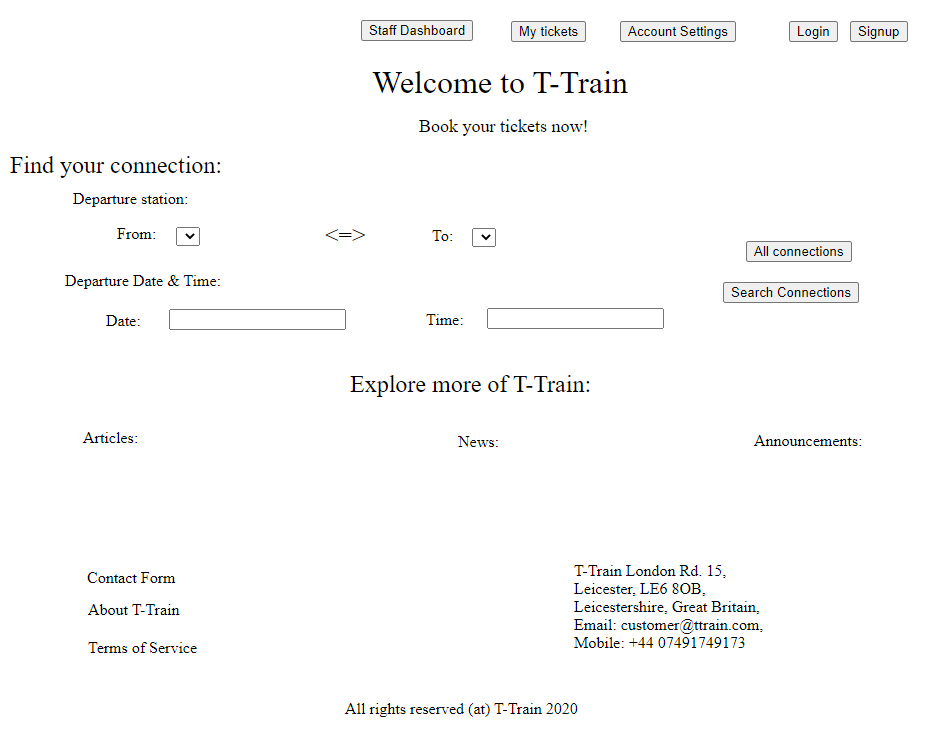 Staff Dashboard My tickets Account Settings Login Signup
Welcome to T-Train
Book your tickets now!
Find your connection:
Departure station:
From: <=> To:
All connections
Departure Date & Time:
Search Connections
Date: Time:
Explore more of T-Train:
Articles: News: Announcements:
Contact Form
About T-Train
Terms of Service
T-Train London Rd. 15,
Leicester, LE6 8OB,
Leicestershire, Great Britain,
Email: customer@ttrain.com,
Mobile: +44 07491749173
All rights reserved (at) T-Train 2020